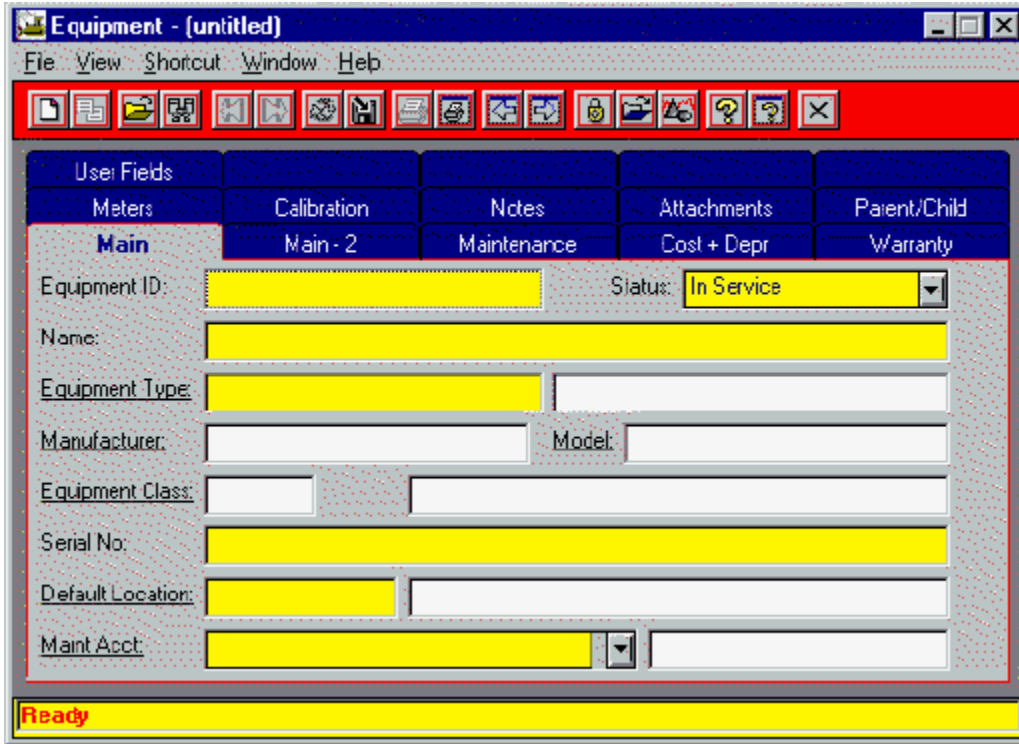 Equipment - (untitled)
File View Shortcut Window Help
User Fields
Meters Calibration Notes Attachments Parent/Child
Main Main - 2 Maintenance Cost + Depr Warranty
Equipment ID: Status: In Service
Name:
Equipment Type:
Manufacturer: Model:
Equipment Class:
Serial No:
Default Location:
Maint Acct:
Ready